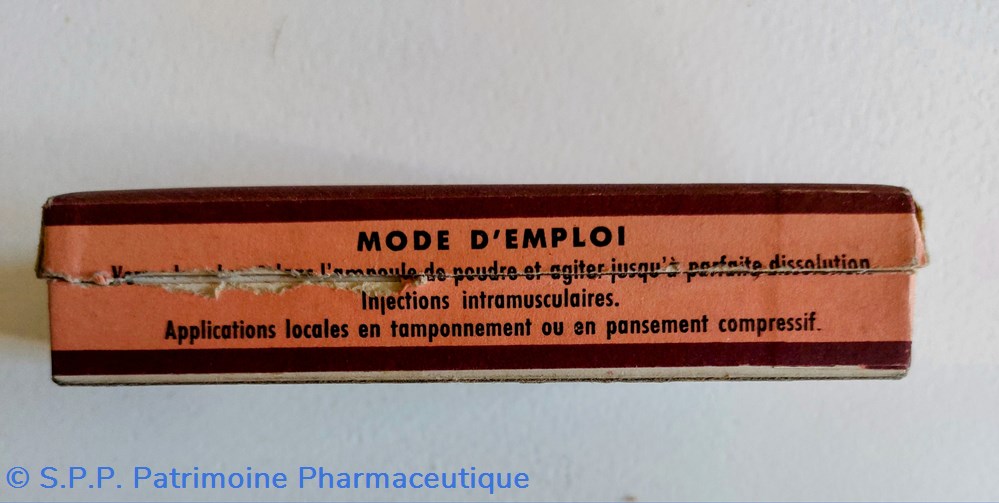 MODE D'EMPLOI
l'ampoule de poudre et agiter jusqu'à parfaite dissolution
Injections intramusculaires.
Applications locales en tamponnement ou en pansement compressif.
© S.P.P. Patrimoine Pharmaceutique